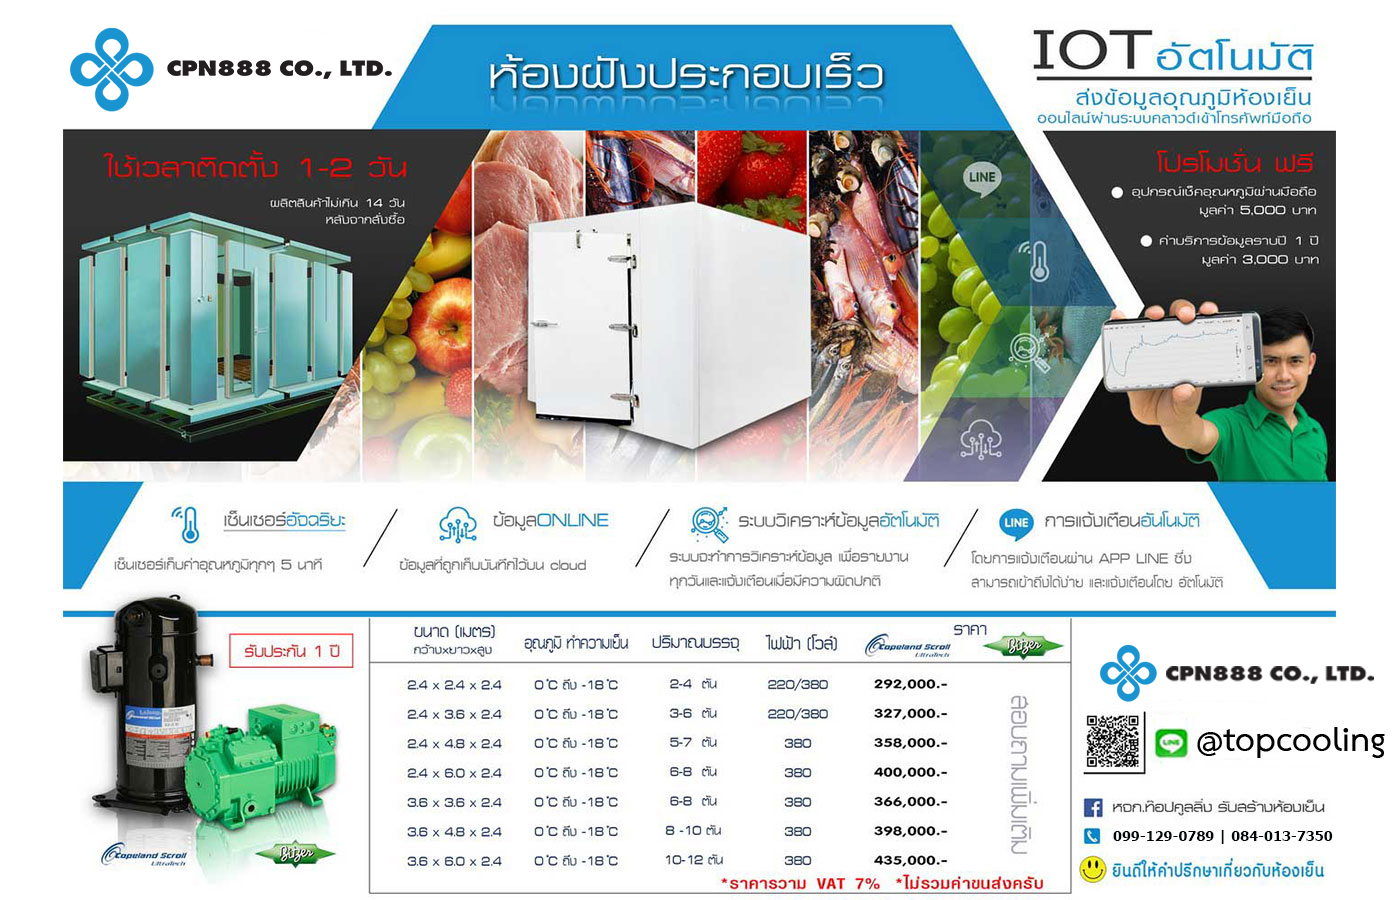 CPN888 CO., LTD.
ห้องฝังประกอบเร็ว
IOT อัตโนมัติ
ส่งข้อมูลอุณภูมิห้องเย็น
ออนไลน์ผ่านระบบคลาวด์เข้าโทรศัพท์มือถือ
ใช้เวลาติดตั้ง 1-2 วัน
ผลิตสินค้าไม่เกิน 14 วัน
หลังจากสั่งซื้อ
LINE
โปรโมชั่น ฟรี
อุปกรณ์เช็คอุณหภูมิผ่านมือถือ
มูลค่า 5,000 บาท
ค่าบริการข้อมูลรายปี 1 ปี
มูลค่า 3,000 บาท
เซ็นเซอร์อัจฉริยะ
เซ็นเซอร์เก็บค่าอุณหภูมิทุกๆ 5 นาที
ข้อมูลONLINE
ข้อมูลที่ถูกเก็บบันทึกไว้บน cloud
ระบบวิเคราะห์ข้อมูลอัตโนมัติ
ระบบจะทำการวิเคราะห์ข้อมูล เพื่อรายงาน
ทุกวันและแจ้งเตือนเมื่อมีความผิดปกติ
LINE
การแจ้งเตือนอันโนมัติ
โดยการแจ้งเตือนผ่าน APP LINE ซึ่ง
สามารถเข้าถึงได้ง่าย และแจ้งเตือนโดย อัตโนมัติ
รับประกัน 1 ปี
Copeland Scroll
UltraTech
Bitzer
ขนาด (เมตร)
กว้างxยาวxสูง
อุณภูมิ ทำความเย็น
ปริมาณบรรจุ
ไฟฟ้า (โวล์)
ราคา
Copeland Scroll
UltraTech
Bitzer
2.4 x 2.4 x 2.4 0°C ถึง -18°C 2-4 ตัน 220/380 292,000.-
2.4 x 3.6 x 2.4 0°C ถึง -18°C 3-6 ตัน 220/380 327,000.-
2.4 x 4.8 x 2.4 0°C ถึง -18°C 5-7 ตัน 380 358,000.-
2.4 x 6.0 x 2.4 0°C ถึง -18°C 6-8 ตัน 380 400,000.-
3.6 x 3.6 x 2.4 0°C ถึง -18°C 6-8 ตัน 380 366,000.-
3.6 x 4.8 x 2.4 0°C ถึง -18°C 8 -10 ตัน 380 398,000.-
3.6 x 6.0 x 2.4 0°C ถึง -18°C 10-12 ตัน 380 435,000.-
สอบถามเพิ่มเติม
*ราคารวาม VAT 7% *ไม่รวมค่าขนส่งครับ
CPN888 CO., LTD.
LINE
@topcooling
หจก.ท๊อปคูลลิ่ง รับสร้างห้องเย็น
099-129-0789 | 084-013-7350
ยินดีให้คำปรึกษาเกี่ยวกับห้องเย็น